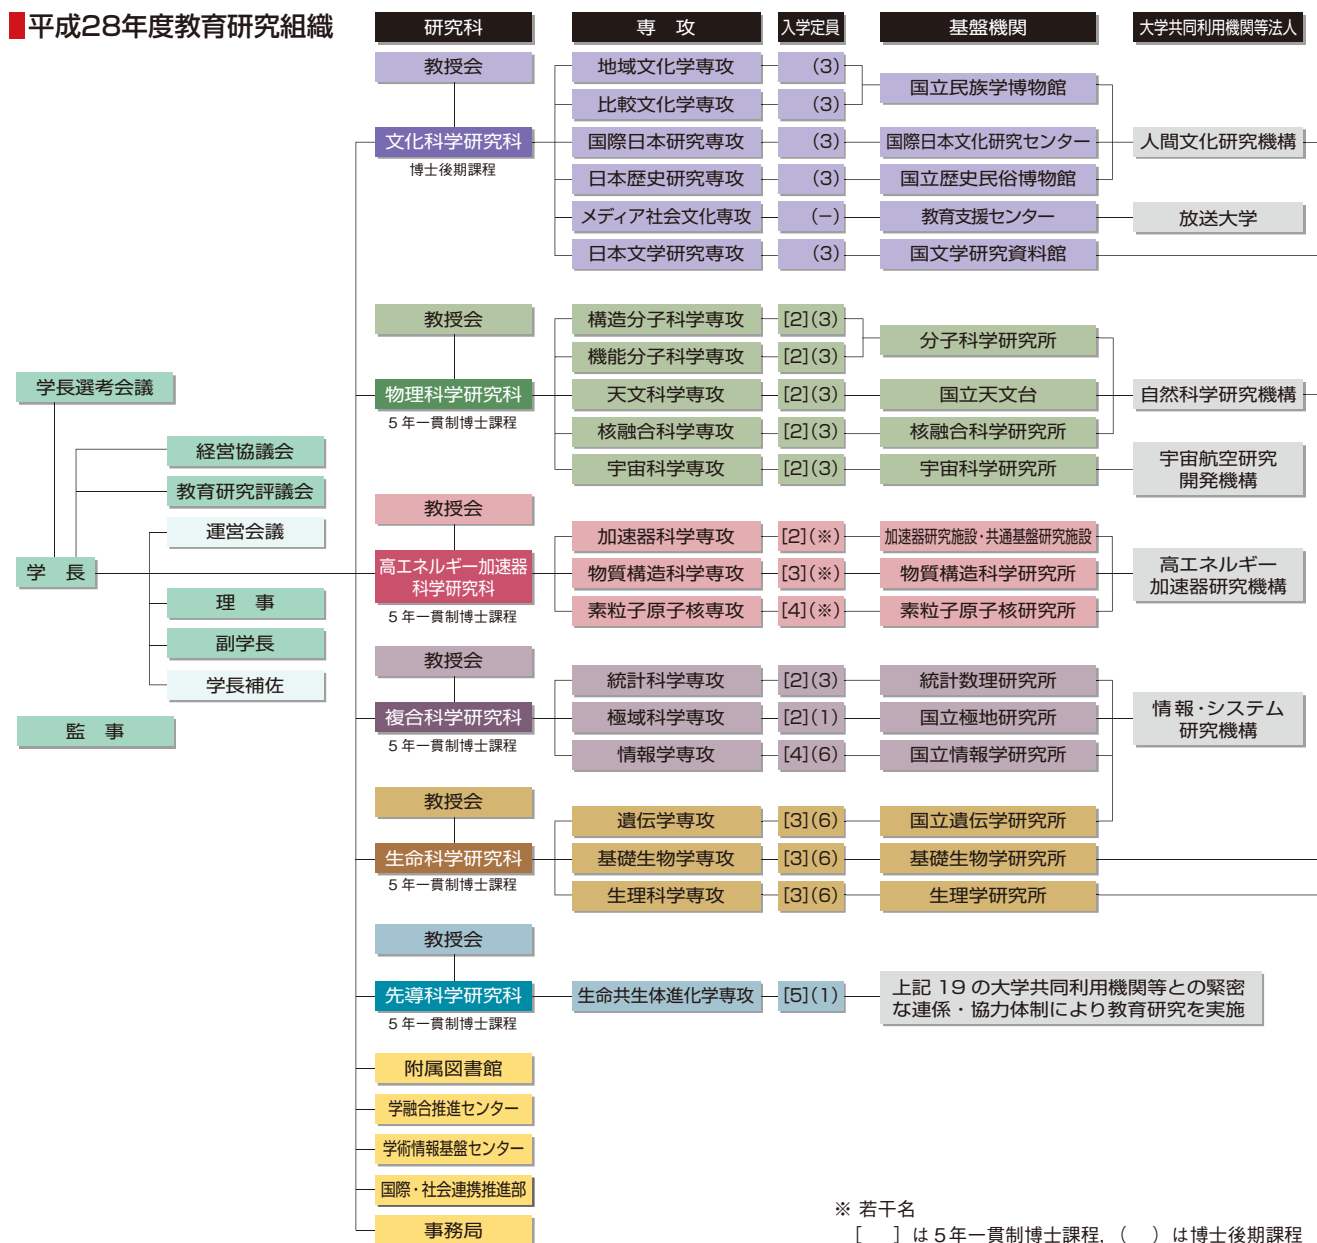 平成28年度教育研究組織
研究科
専 攻
入学定員
基盤機関
大学共同利用機関等法人
教授会
文化科学研究科
博士後期課程
地域文化学専攻
(3)
比較文化学専攻
(3)
国立民族学博物館
国際日本研究専攻
(3)
国際日本文化研究センター
人間文化研究機構
日本歴史研究専攻
(3)
国立歴史民俗博物館
メディア社会文化専攻
(−)
教育支援センター
放送大学
日本文学研究専攻
(3)
国文学研究資料館
教授会
物理科学研究科
5年一貫制博士課程
構造分子科学専攻
[2](3)
機能分子科学専攻
[2](3)
分子科学研究所
天文科学専攻
[2](3)
国立天文台
自然科学研究機構
核融合科学専攻
[2](3)
核融合科学研究所
宇宙科学専攻
[2](3)
宇宙科学研究所
宇宙航空研究
開発機構
学長選考会議
経営協議会
教育研究評議会
運営会議
学 長
理 事
副学長
学長補佐
監 事
教授会
高エネルギー加速器
科学研究科
5年一貫制博士課程
加速器科学専攻
[2](※)
加速器研究施設・共通基盤研究施設
物質構造科学専攻
[3](※)
物質構造科学研究所
高エネルギー
加速器研究機構
素粒子原子核専攻
[4](※)
素粒子原子核研究所
教授会
複合科学研究科
5年一貫制博士課程
統計科学専攻
[2](3)
統計数理研究所
極域科学専攻
[2](1)
国立極地研究所
情報・システム
研究機構
情報学専攻
[4](6)
国立情報学研究所
教授会
生命科学研究科
5年一貫制博士課程
遺伝学専攻
[3](6)
国立遺伝学研究所
基礎生物学専攻
[3](6)
基礎生物学研究所
生理科学専攻
[3](6)
生理学研究所
教授会
先導科学研究科
5年一貫制博士課程
生命共生体進化学専攻
[5](1)
上記 19 の大学共同利用機関等との緊密
な連係・協力体制により教育研究を実施
附属図書館
学融合推進センター
学術情報基盤センター
国際・社会連携推進部
事務局
※ 若干名
[ ]は5年一貫制博士課程,( )は博士後期課程